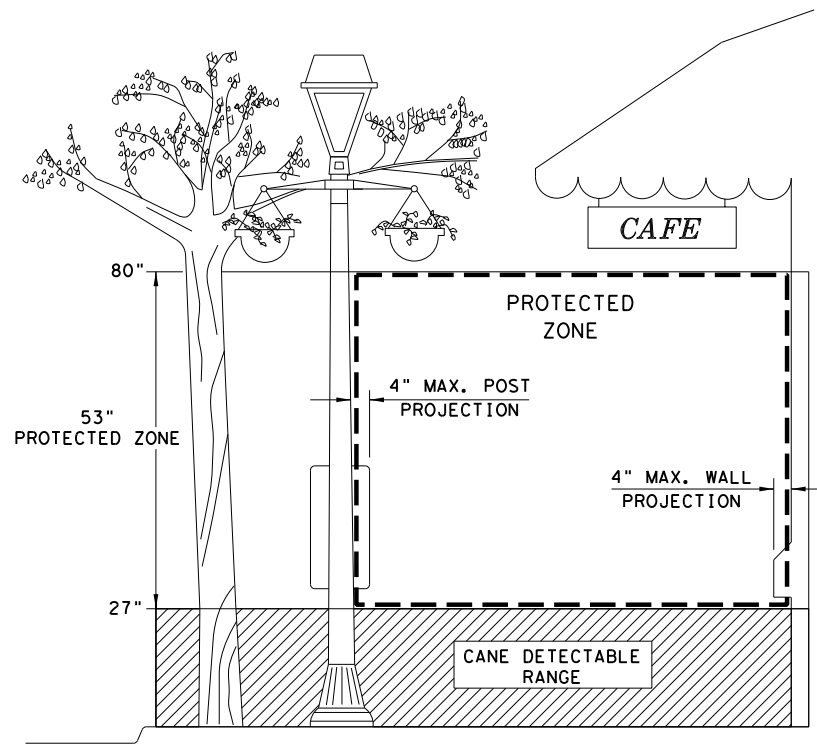 CAFE
80"
PROTECTED
ZONE
4" MAX. POST
PROJECTION
53"
PROTECTED ZONE
4" MAX. WALL
PROJECTION
27"
CANE DETECTABLE
RANGE